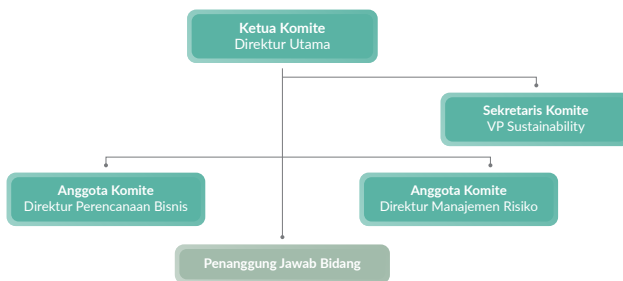 Ketua Komite
Direktur Utama
Sekretaris Komite
VP Sustainability
Anggota Komite
Direktur Perencanaan Bisnis
Anggota Komite
Direktur Manajemen Risiko
Penanggung Jawab Bidang